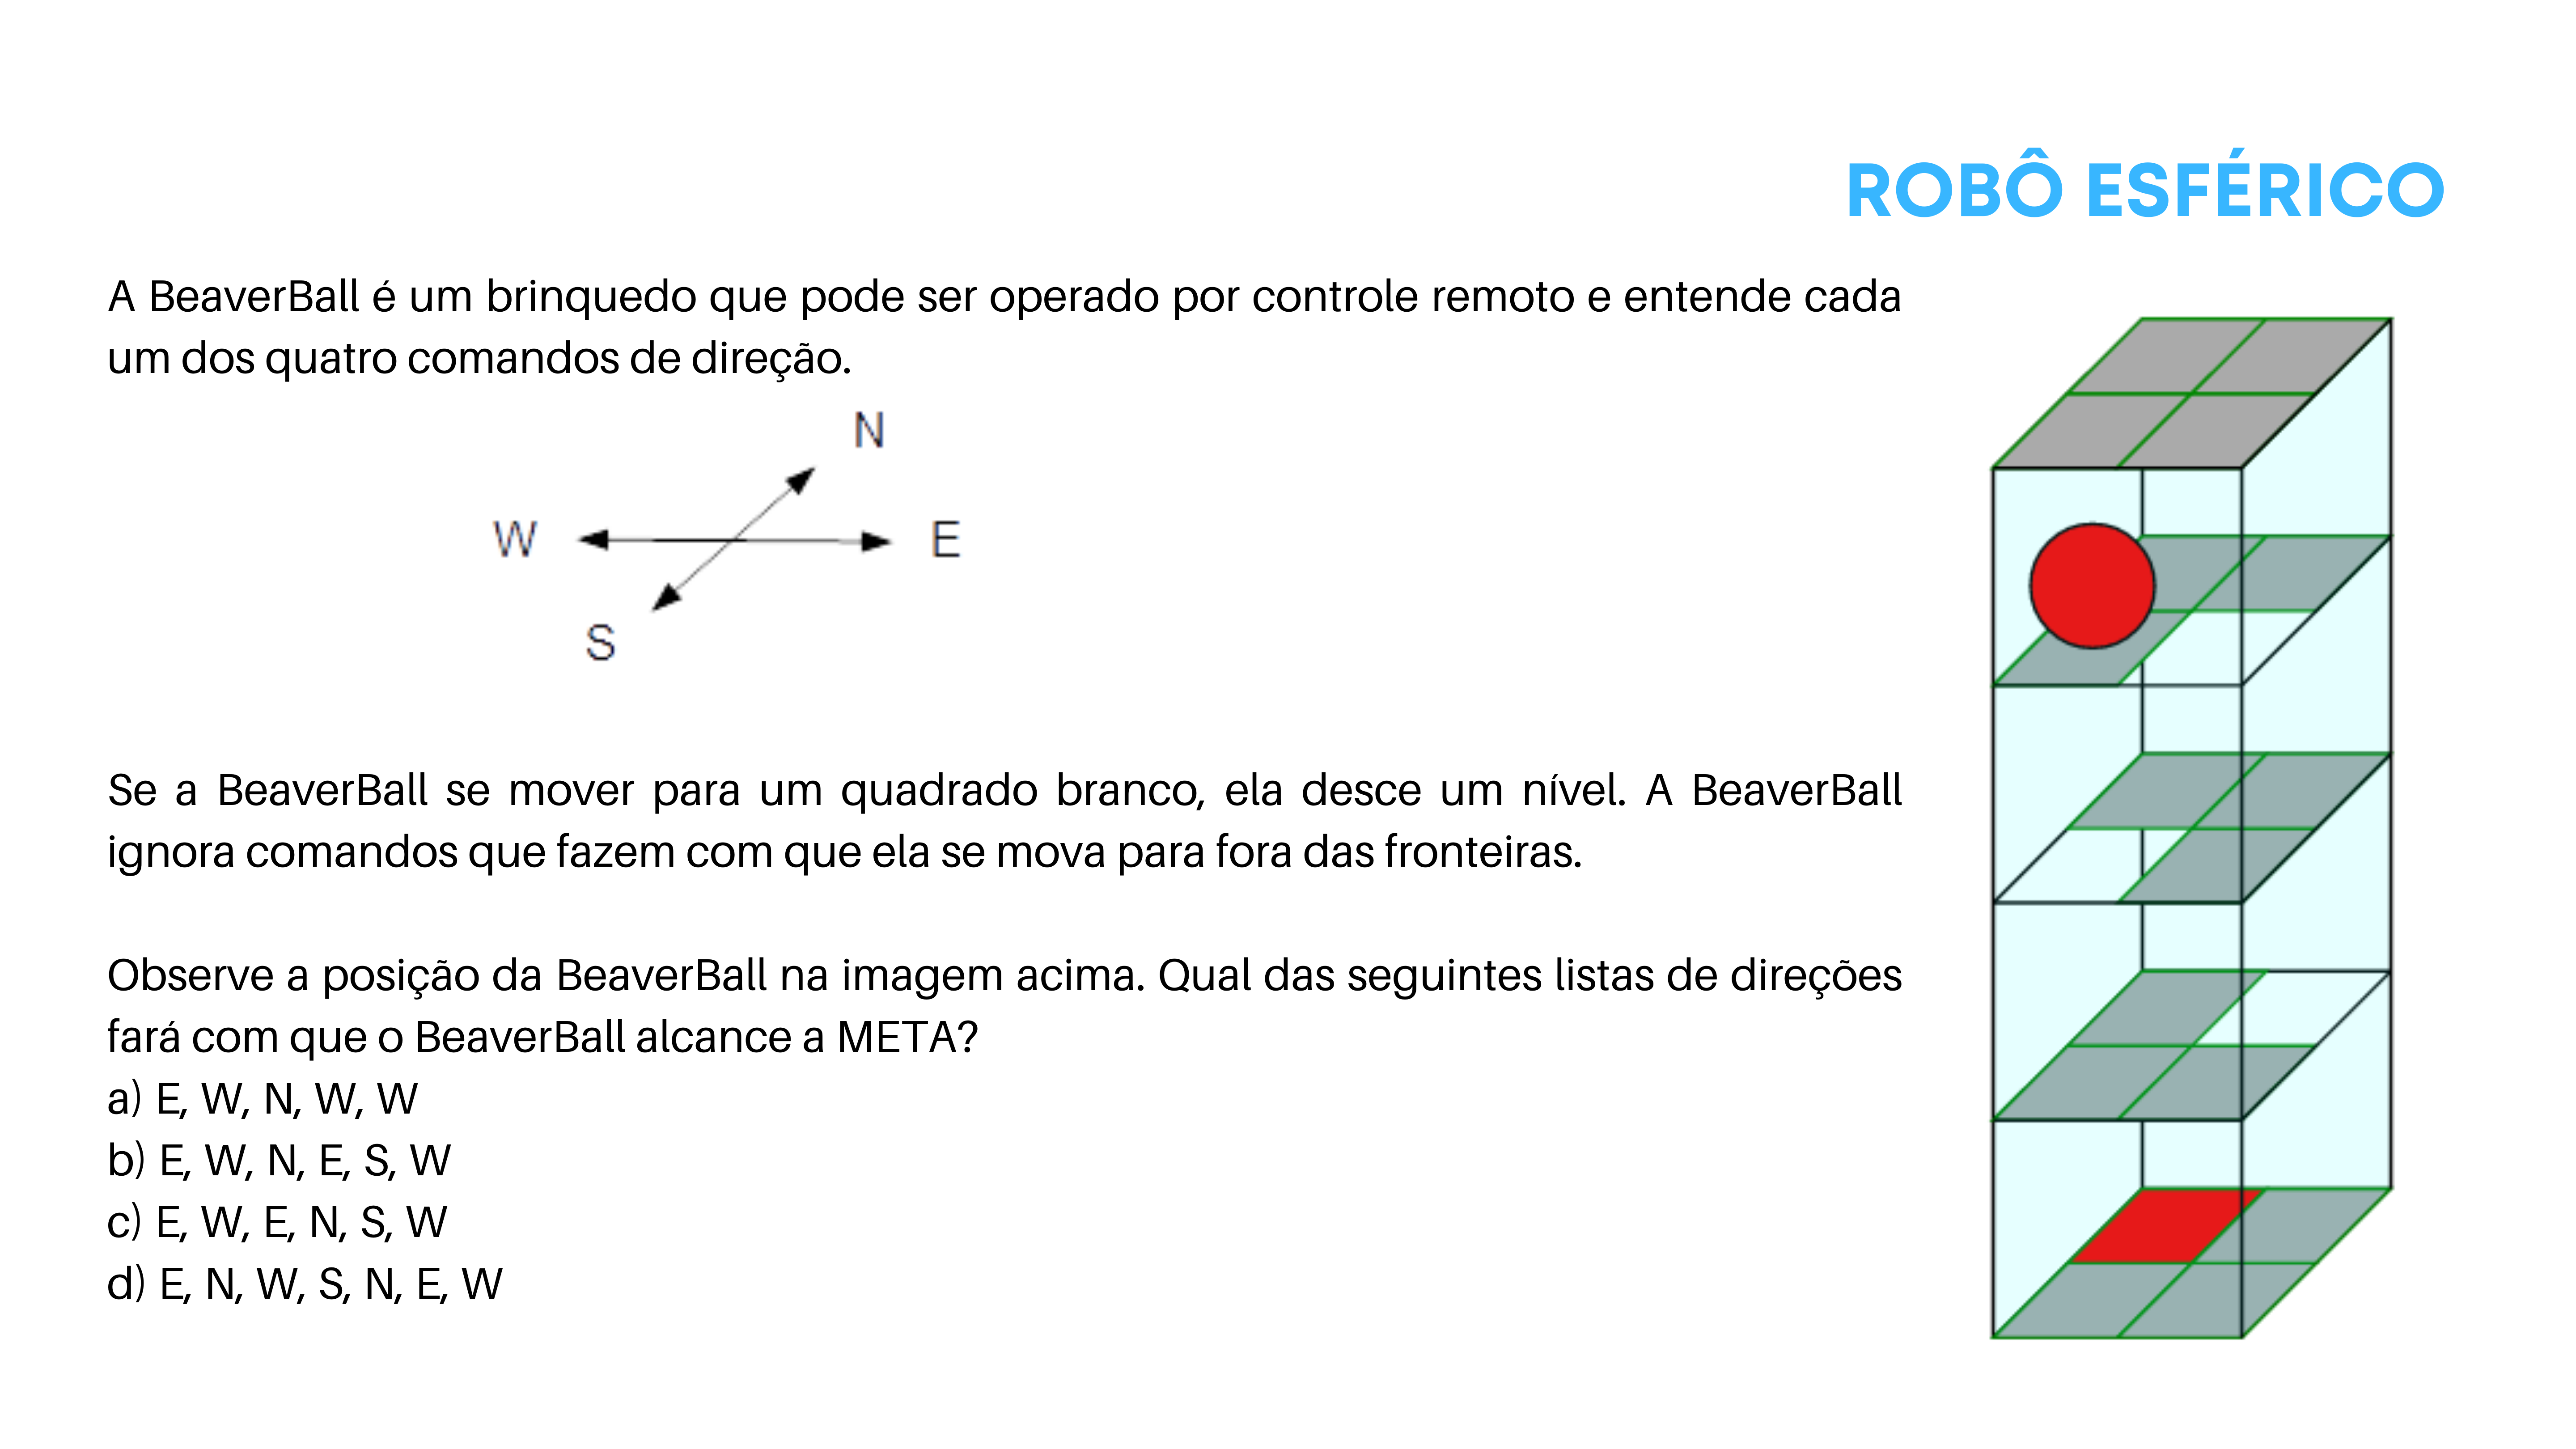 ROBÔ ESFÉRICO
A BeaverBall é um brinquedo que pode ser operado por controle remoto e entende cada
um dos quatro comandos de direção.
N
W
E
S
Se a BeaverBall se mover para um quadrado branco, ela desce um nível. A BeaverBall
ignora comandos que fazem com que ela se mova para fora das fronteiras.
Observe a posição da BeaverBall na imagem acima. Qual das seguintes listas de direções
fará com que o BeaverBall alcance a META?
a) E, W, N, W, W
b) E, W, N, E, S, W
c) E, W, E, N, S, W
d) E, N, W, S, N, E, W